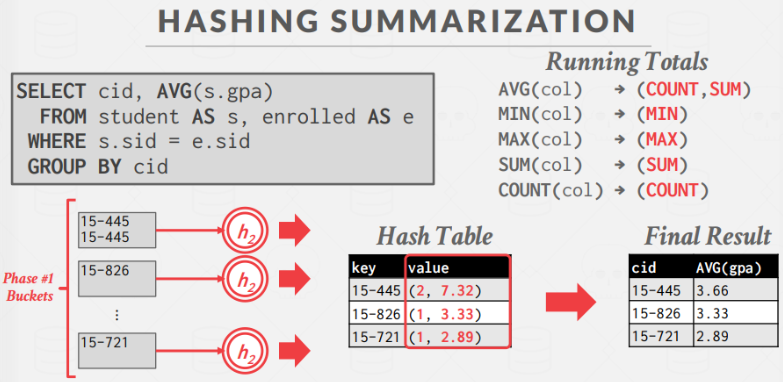 HASHING SUMMARIZATION
SELECT cid, AVG(s.gpa)
FROM student AS s, enrolled AS e
WHERE s.sid = e.sid
GROUP BY cid
Running Totals
AVG(col) → (COUNT,SUM)
MIN(col) → (MIN)
MAX(col) → (MAX)
SUM(col) → (SUM)
COUNT(col) → (COUNT)
Phase #1
Buckets
15-445
15-445
h2
15-826
h2
⋮
15-721
h2
Hash Table
key value
15-445 (2, 7.32)
15-826 (1, 3.33)
15-721 (1, 2.89)
Final Result
cid AVG(gpa)
15-445 3.66
15-826 3.33
15-721 2.89